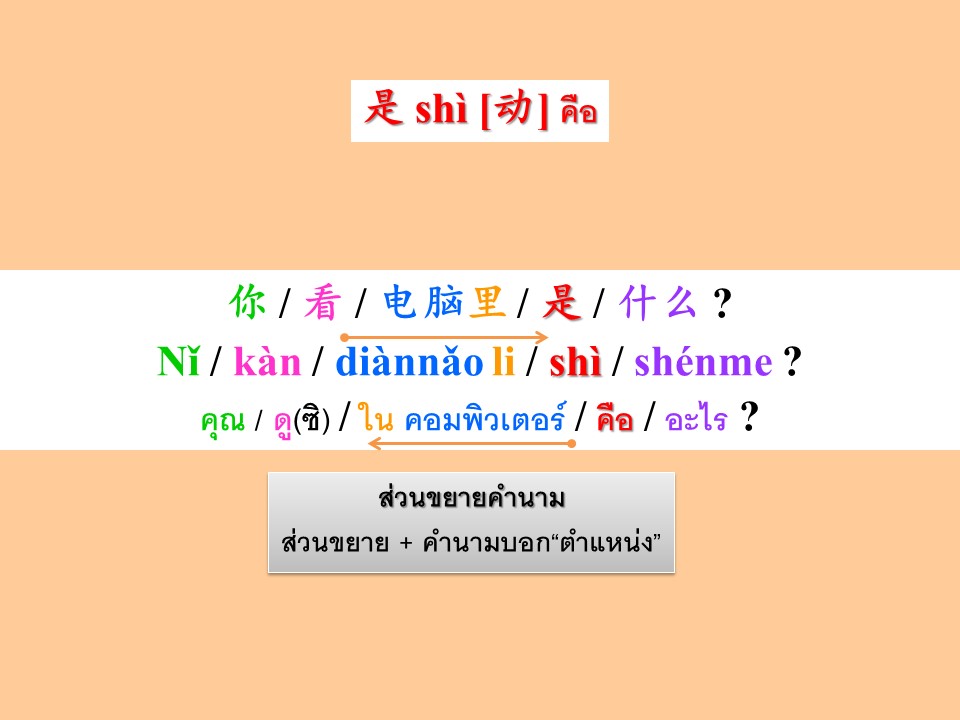 是 shì [动] คือ
你 / 看 / 电脑里 / 是 / 什么 ?
Nǐ / kàn / diànnǎo li / shì / shénme ?
คุณ / ดู(ซิ) / ใน คอมพิวเตอร์ / คือ / อะไร ?
ส่วนขยายคำนาม
ส่วนขยาย + คำนามบอก“ตำแหน่ง”